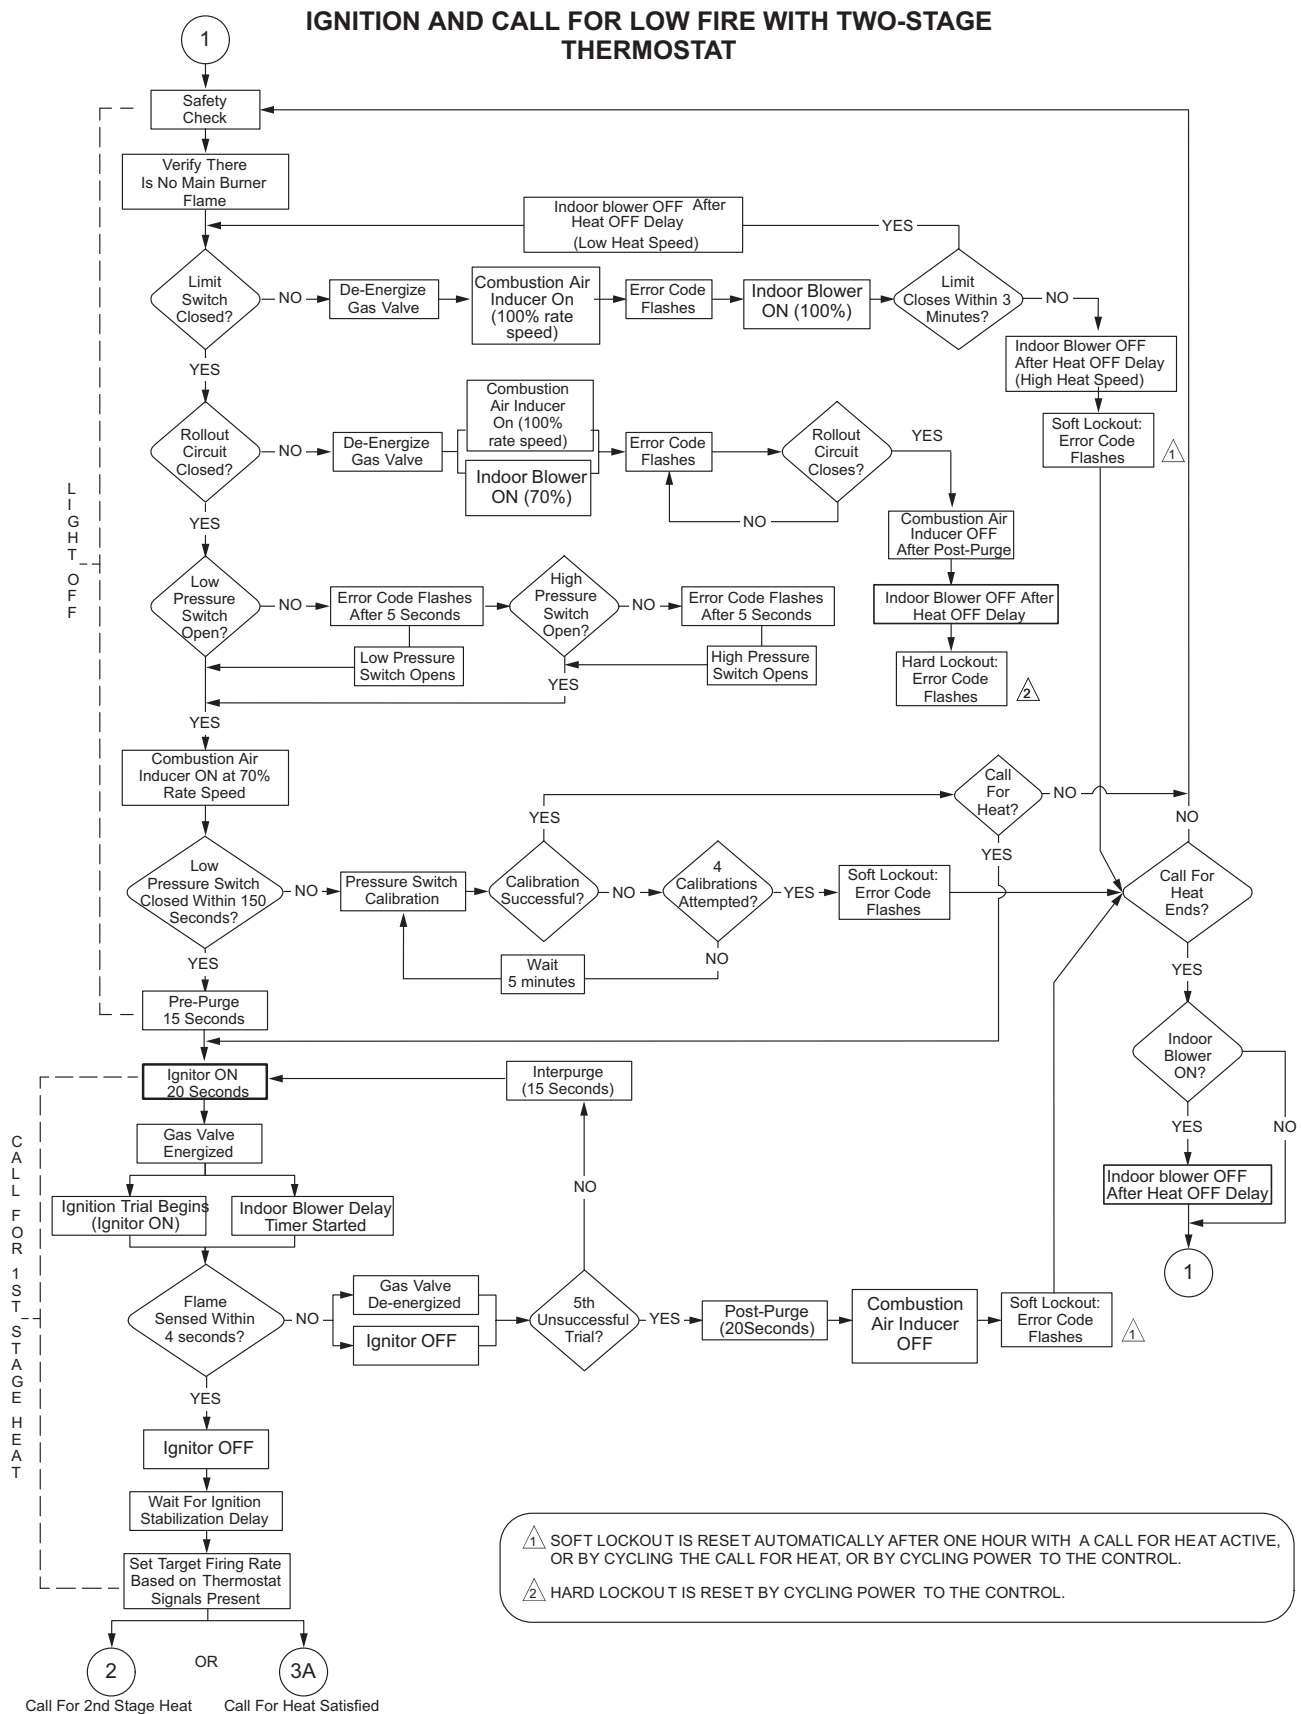 IGNITION AND CALL FOR LOW FIRE WITH TWO-STAGE
THERMOSTAT
1
Safety
Check
Verify There
Is No Main Burner
Flame
Indoor blower OFF After
Heat OFF Delay
(Low Heat Speed)
YES
Limit
Switch
Closed?
NO
De-Energize
Gas Valve
Combustion Air
Inducer On
(100% rate
speed)
Error Code
Flashes
Indoor Blower
ON (100%)
Limit
Closes Within 3
Minutes?
NO
Indoor Blower OFF
After Heat OFF Delay
(High Heat Speed)
Soft Lockout:
Error Code
Flashes
1
YES
Rollout
Circuit
Closed?
NO
De-Energize
Gas Valve
Combustion
Air Inducer
On (100%
rate speed)
Indoor Blower
ON (70%)
Error Code
Flashes
Rollout
Circuit
Closes?
YES
NO
Combustion Air
Inducer OFF
After Post-Purge
Indoor Blower OFF After
Heat OFF Delay
Hard Lockout:
Error Code
Flashes
2
LIGHT OFF
YES
Low
Pressure
Switch
Open?
NO
Error Code Flashes
After 5 Seconds
Low Pressure
Switch Opens
High
Pressure
Switch
Open?
NO
Error Code Flashes
After 5 Seconds
High Pressure
Switch Opens
YES
YES
Combustion Air
Inducer ON at 70%
Rate Speed
Low
Pressure Switch
Closed Within 150
Seconds?
NO
Pressure Switch
Calibration
Calibration
Successful?
YES
Call
For
Heat?
NO
YES
NO
4
Calibrations
Attempted?
YES
Soft Lockout:
Error Code
Flashes
NO
Wait
5 minutes
NO
Call For
Heat
Ends?
YES
Indoor
Blower
ON?
YES
NO
Indoor blower OFF
After Heat OFF Delay
1
YES
Pre-Purge
15 Seconds
Ignitor ON
20 Seconds
Interpurge
(15 Seconds)
Gas Valve
Energized
Ignition Trial Begins
(Ignitor ON)
Indoor Blower Delay
Timer Started
CALL FOR 1ST STAGE HEAT
Flame
Sensed Within
4 seconds?
NO
Gas Valve
De-energized
Ignitor OFF
5th
Unsuccessful
Trial?
NO
YES
Post-Purge
(20Seconds)
Combustion
Air Inducer
OFF
Soft Lockout:
Error Code
Flashes
1
YES
Ignitor OFF
Wait For Ignition
Stabilization Delay
Set Target Firing Rate
Based on Thermostat
Signals Present
2
OR
3A
Call For 2nd Stage Heat
Call For Heat Satisfied
1 SOFT LOCKOUT IS RESET AUTOMATICALLY AFTER ONE HOUR WITH A CALL FOR HEAT ACTIVE,
OR BY CYCLING THE CALL FOR HEAT, OR BY CYCLING POWER TO THE CONTROL.
2 HARD LOCKOUT IS RESET BY CYCLING POWER TO THE CONTROL.